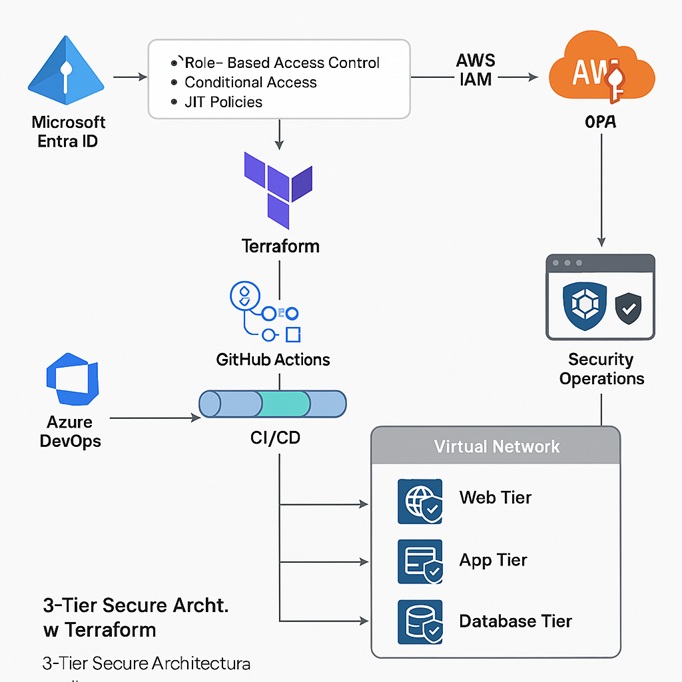 Role- Based Access Control
Conditional Access
JIT Policies
AWS
IAM
AW
OPA
Microsoft
Entra ID
Terraform
GitHub Actions
Security
Operations
Azure
DevOps
CI/CD
Virtual Network
Web Tier
App Tier
Database Tier
3-Tier Secure Archt.
w Terraform
3-Tier Secure Architectura